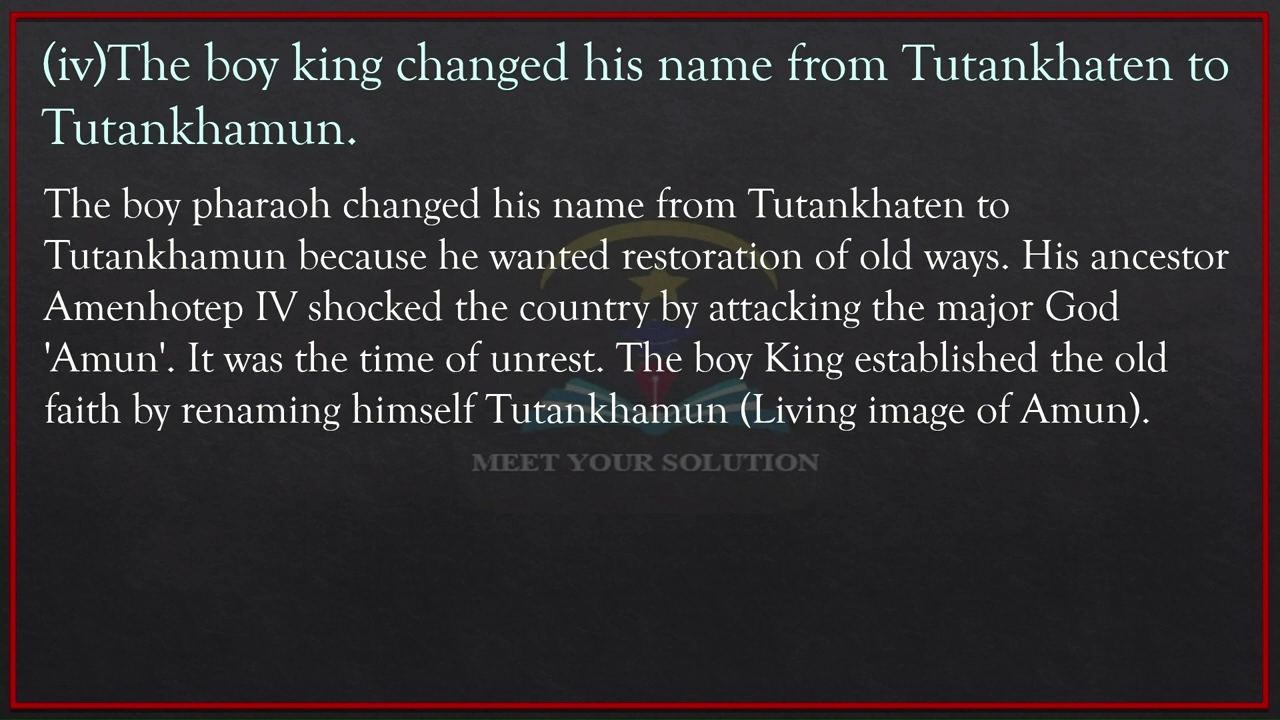 (iv)The boy king changed his name from Tutankhaten to
Tutankhamun.
The boy pharaoh changed his name from Tutankhaten to
Tutankhamun because he wanted restoration of old ways. His ancestor
Amenhotep IV shocked the country by attacking the major God
'Amun'. It was the time of unrest. The boy King established the old
faith by renaming himself Tutankhamun (Living image of Amun).
MEET YOUR SOLUTION